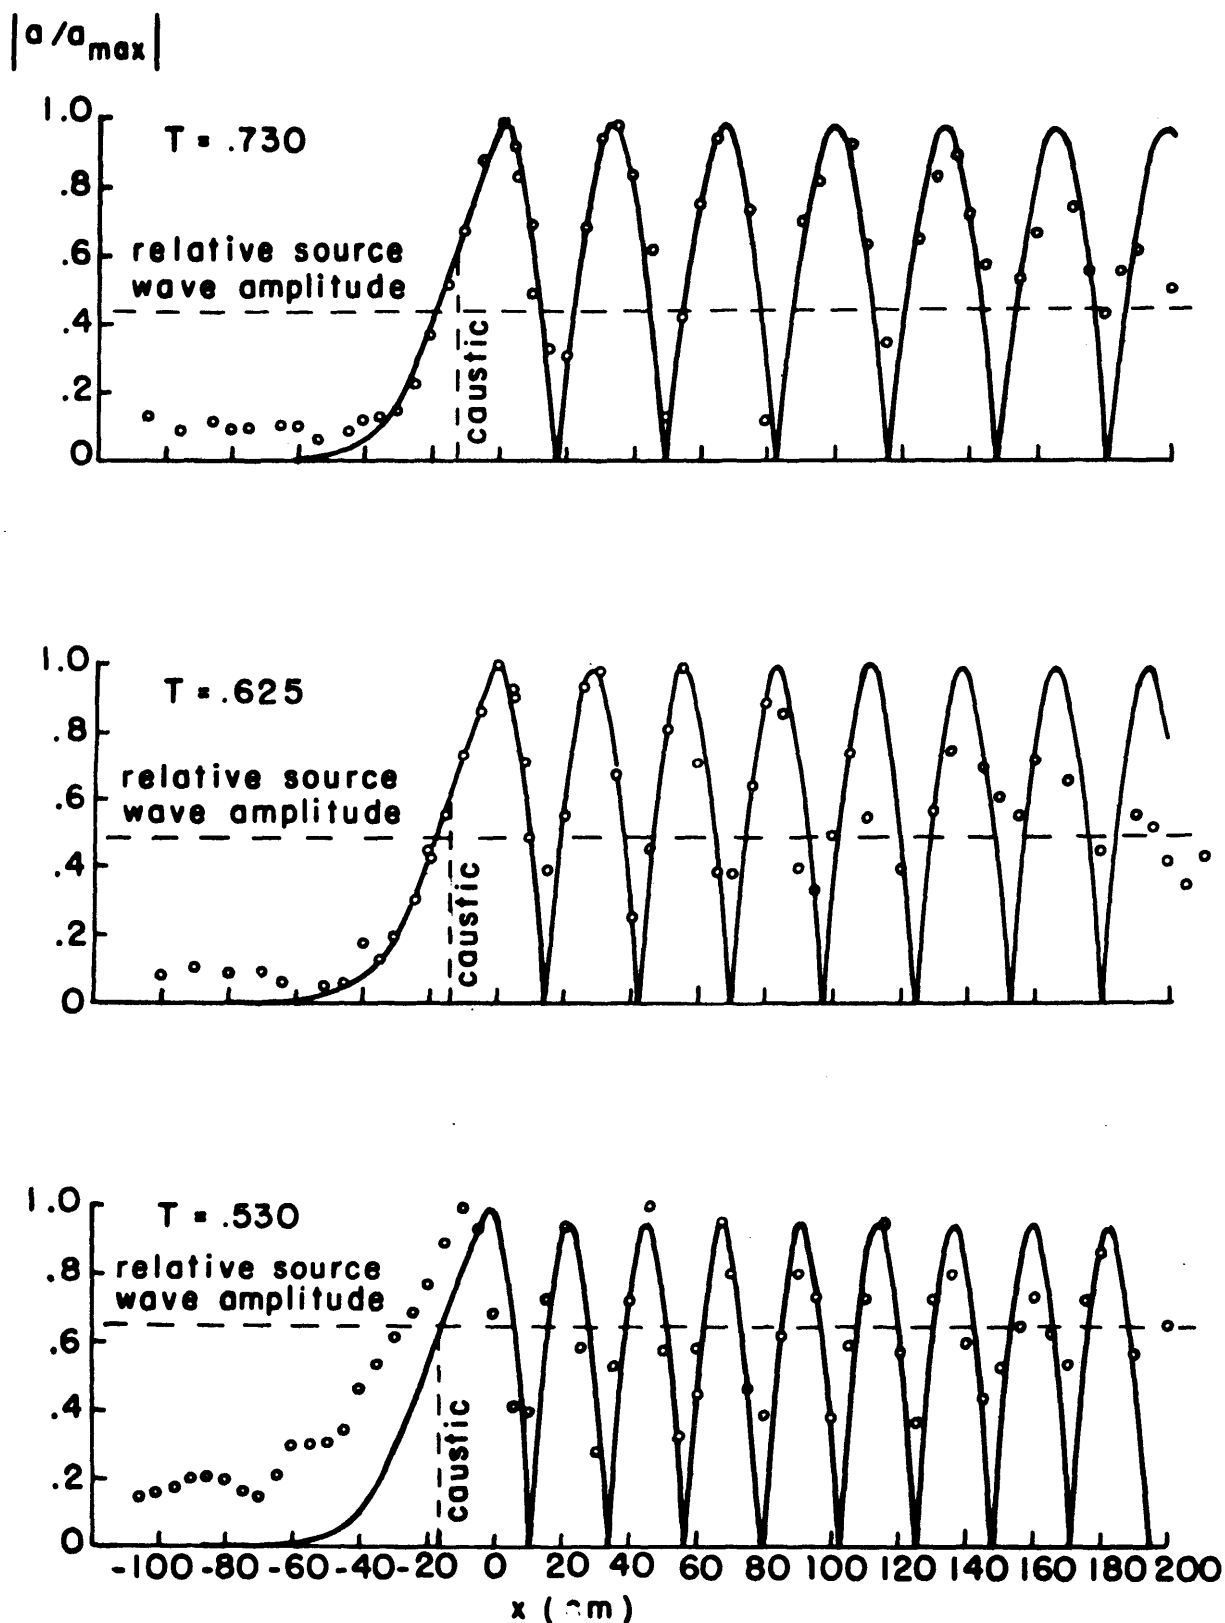 |a/amax|
1.0
T = .730
.8
.6
relative source
wave amplitude
.4
caustic
.2
0
1.0
T = .625
.8
relative source
wave amplitude
.6
.4
caustic
.2
0
1.0
T = .530
.8
relative source
wave amplitude
.6
.4
caustic
.2
0
-100 -80 -60 -40 -20 0 20 40 60 80 100 120 140 160 180 200
x (cm)